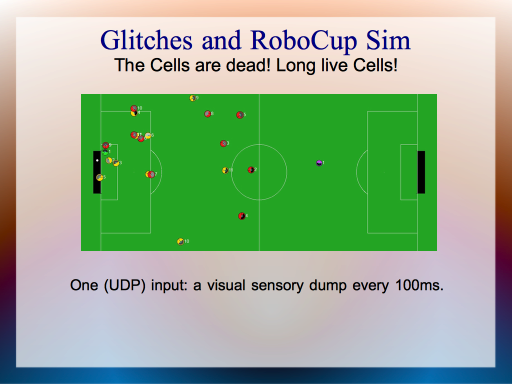 Glitches and RoboCup Sim
The Cells are dead! Long live Cells!
One (UDP) input: a visual sensory dump every 100ms.